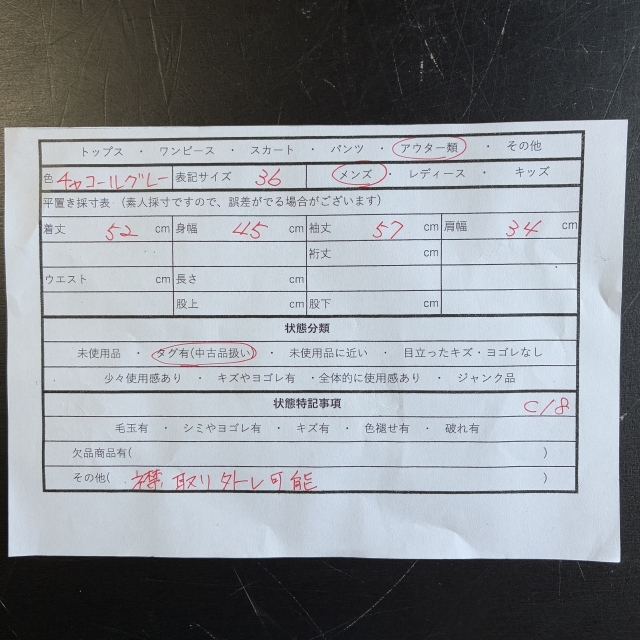 トップス ・ ワンピース ・ スカート ・ パンツ ・ アウター類 ・ その他
色 チャコールグレー 表記サイズ 36 メンズ ・ レディース ・ キッズ
平置き採寸表 (素人採寸ですので、誤差がでる場合がございます)
着丈 52 cm 身幅 45 cm 袖丈 57 cm 肩幅 34 cm
裄丈 cm
ウエスト cm 長さ cm
股上 cm 股下 cm
状態分類
未使用品 ・ タグ有(中古品扱い) ・ 未使用品に近い ・ 目立ったキズ・ヨゴレなし
少々使用感あり ・ キズやヨゴレ有 ・全体的に使用感あり ・ ジャンク品
状態特記事項 C/8
毛玉有 ・ シミやヨゴレ有 ・ キズ有 ・ 色褪せ有 ・ 破れ有
欠品商品有( )
その他( 襟 取り外し可能 )